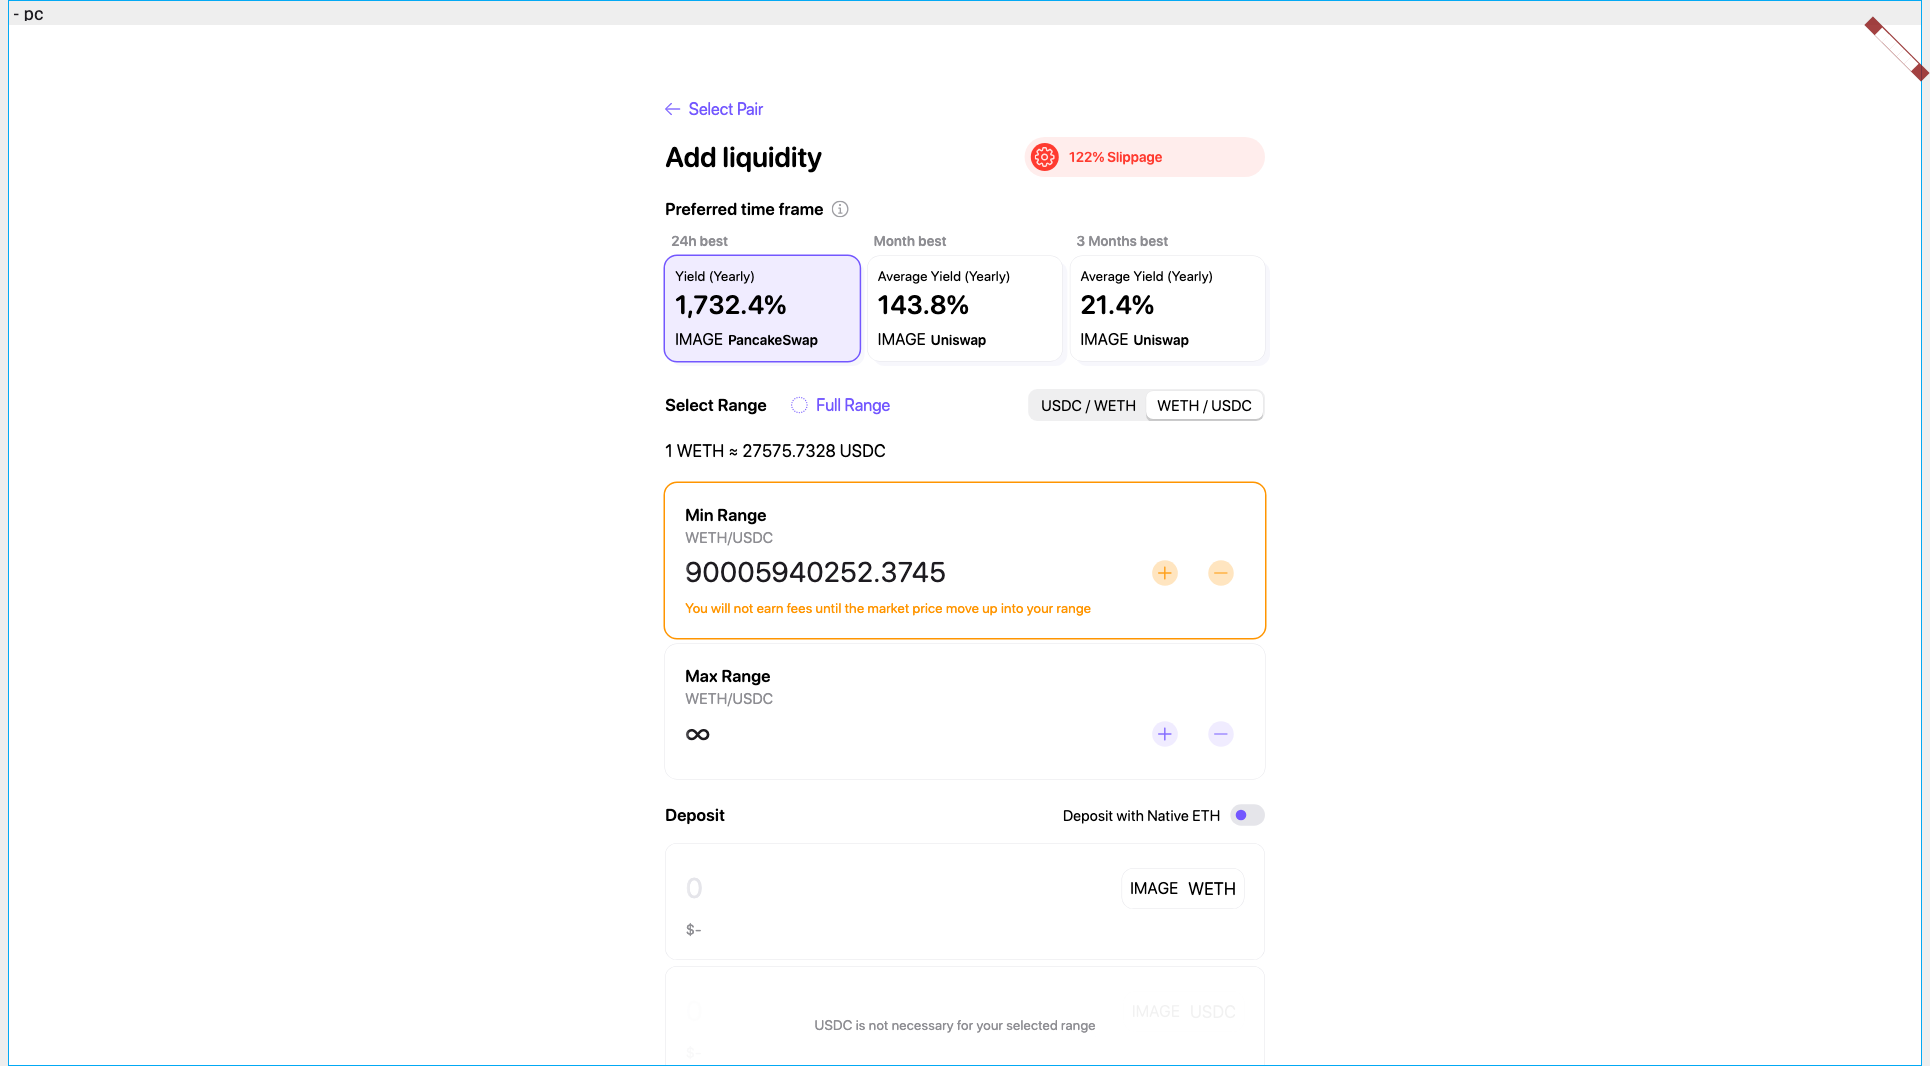 - pc
← Select Pair
Add liquidity
122% Slippage
Preferred time frame
24h best
Month best
3 Months best
Yield (Yearly)
1,732.4%
IMAGE PancakeSwap
Average Yield (Yearly)
143.8%
IMAGE Uniswap
Average Yield (Yearly)
21.4%
IMAGE Uniswap
Select Range
Full Range
USDC / WETH
WETH / USDC
1 WETH ≈ 27575.7328 USDC
Min Range
WETH/USDC
90005940252.3745
You will not earn fees until the market price move up into your range
Max Range
WETH/USDC
∞
Deposit
Deposit with Native ETH
0
IMAGE WETH
$-
0
IMAGE USDC
USDC is not necessary for your selected range
$-